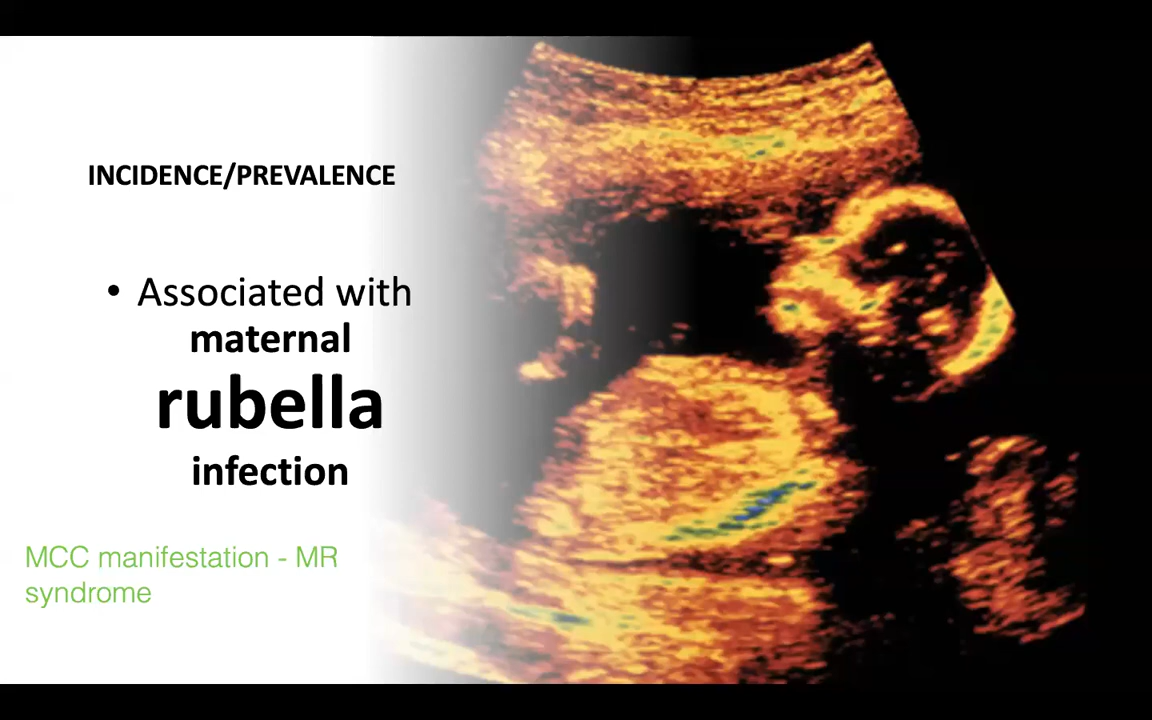 INCIDENCE/PREVALENCE
• Associated with
maternal
rubella
infection
MCC manifestation - MR
syndrome